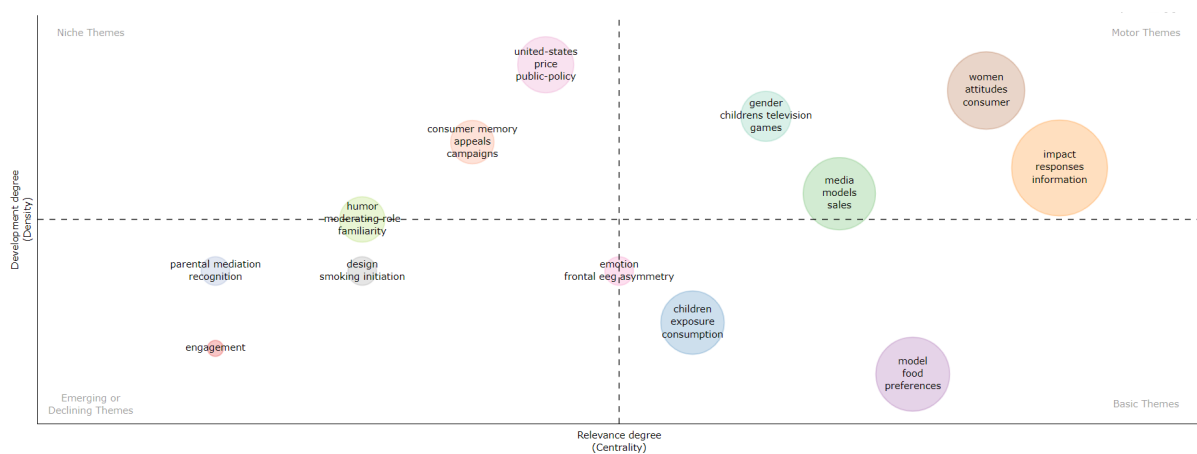 Niche Themes
Motor Themes
united-states
price
public-policy
women
attitudes
consumer
gender
childrens television
games
consumer memory
appeals
campaigns
impact
responses
information
media
models
sales
humor
moderating-role
familiarity
Development degree
(Density)
parental mediation
recognition
design
smoking initiation
emotion
frontal eeg asymmetry
children
exposure
consumption
engagement
model
food
preferences
Emerging or
Declining Themes
Basic Themes
Relevance degree
(Centrality)